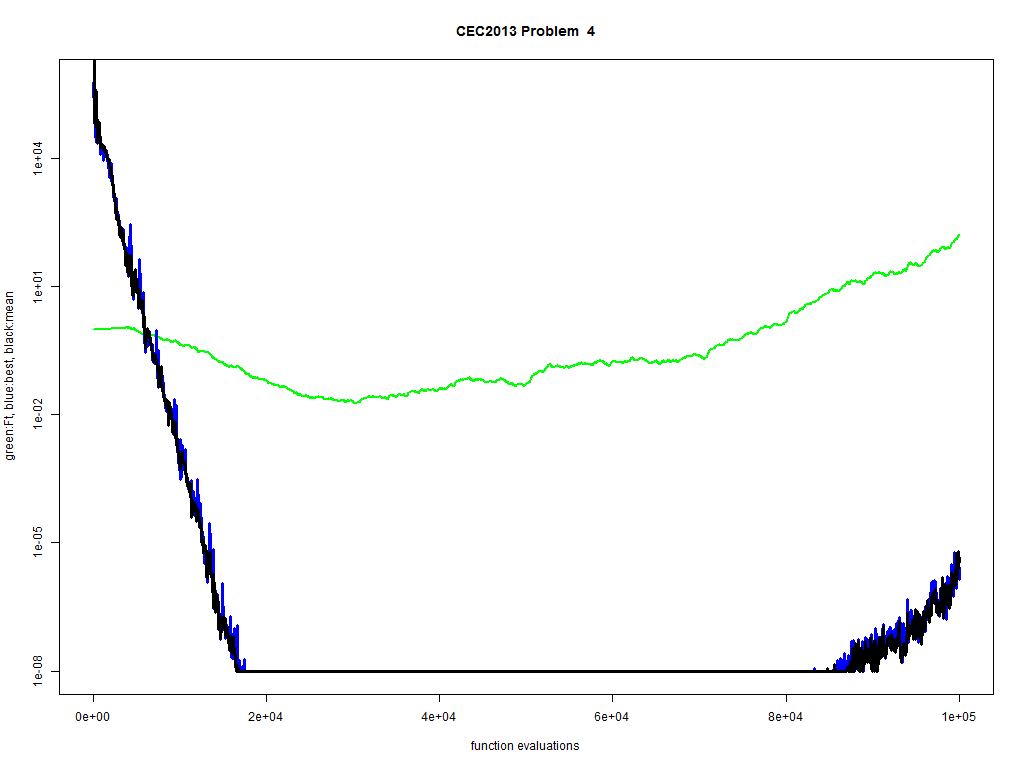 CEC2013 Problem  4
green:Ft, blue:best, black:mean
1e+04
1e+01
1e-02
1e-05
1e-08
0e+00 2e+04 4e+04 6e+04 8e+04 1e+05
function evaluations